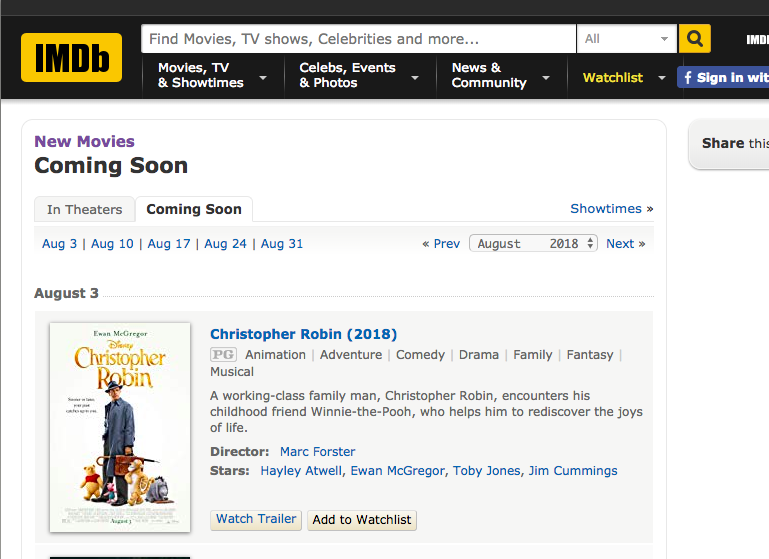 IMDb
Find Movies, TV shows, Celebrities and more...
All
Movies, TV
& Showtimes
Celebs, Events
& Photos
News &
Community
Watchlist
f Sign in wit
New Movies
Coming Soon
Share this
In Theaters
Coming Soon
Showtimes »
Aug 3 | Aug 10 | Aug 17 | Aug 24 | Aug 31
« Prev
August 2018
Next »
August 3
Ewan McGregor
Disney
Christopher
Robin
Sooner or later,
your past
catches up to you.
August 3
Christopher Robin (2018)
PG Animation | Adventure | Comedy | Drama | Family | Fantasy |
Musical
A working-class family man, Christopher Robin, encounters his
childhood friend Winnie-the-Pooh, who helps him to rediscover the joys
of life.
Director: Marc Forster
Stars: Hayley Atwell, Ewan McGregor, Toby Jones, Jim Cummings
Watch Trailer
Add to Watchlist